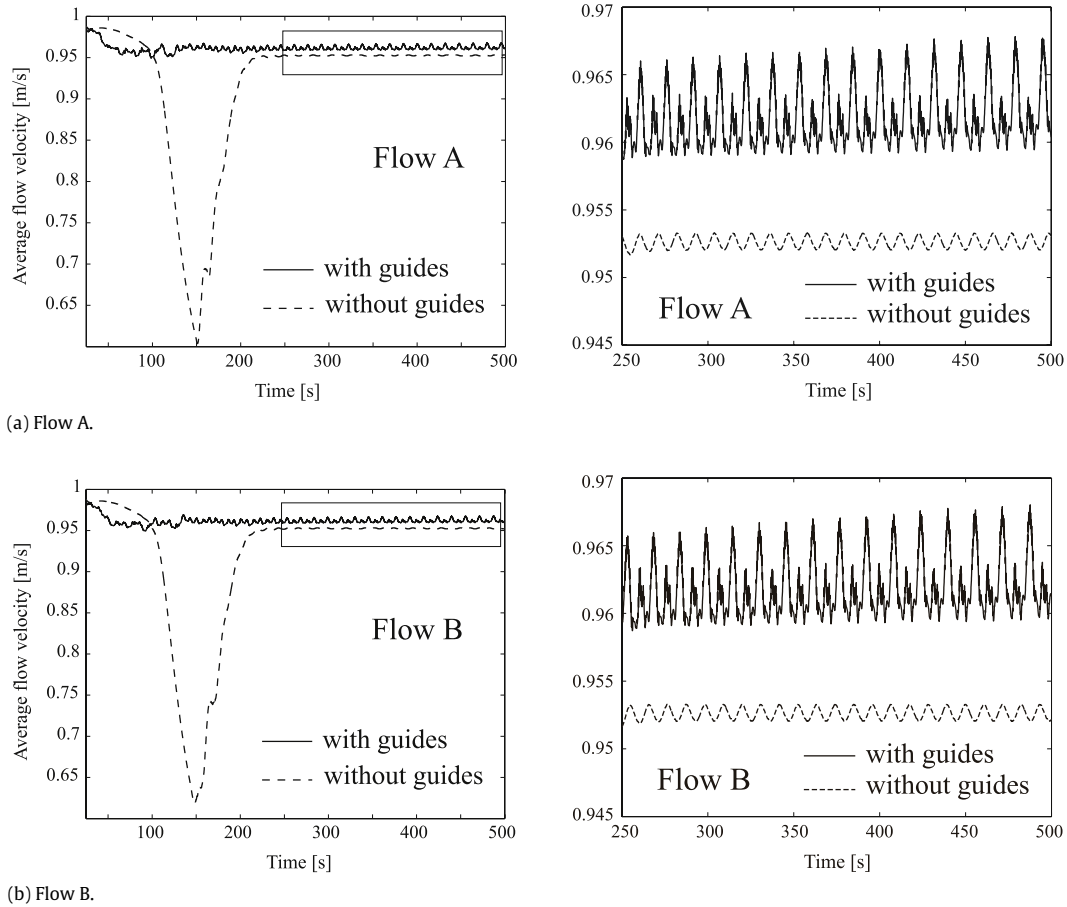 Average flow velocity [m/s]
1
0.95
0.9
0.85
0.8
0.75
0.7
0.65
Flow A
with guides
without guides
100
200
300
400
500
Time [s]
0.97
0.965
0.96
0.955
0.95
0.945
Flow A
with guides
without guides
250
300
350
400
450
500
Time [s]
(a) Flow A.
Average flow velocity [m/s]
1
0.95
0.9
0.85
0.8
0.75
0.7
0.65
Flow B
with guides
without guides
100
200
300
400
500
Time [s]
0.97
0.965
0.96
0.955
0.95
0.945
Flow B
with guides
without guides
250
300
350
400
450
500
Time [s]
(b) Flow B.